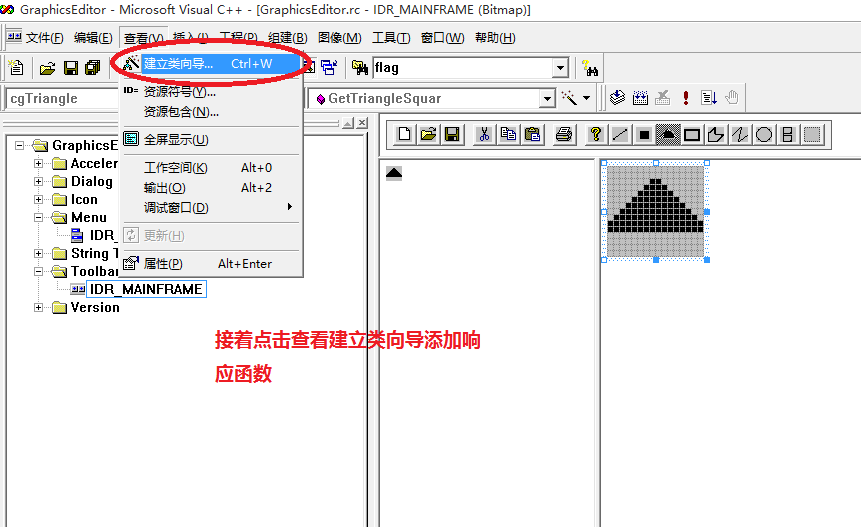 GraphicsEditor - Microsoft Visual C++ - [GraphicsEditor.rc - IDR_MAINFRAME (Bitmap)]
文件(F) 编辑(E) 查看(V) 插入(I) 工程(P) 组建(B) 图像(M) 工具(T) 窗口(W) 帮助(H)
建立类向导... Ctrl+W
flag
ID= 资源符号(Y)...
cgTriangle
GetTriangleSquar
资源包含(N)...
全屏显示(U)
GraphicsE
Acceler
工作空间(K) Alt+0
Dialog
输出(O) Alt+2
Icon
调试窗口(D)
Menu
IDR_
更新(H)
String T
属性(P) Alt+Enter
Toolba
IDR_MAINFRAME
Version
接着点击查看建立类向导添加响
应函数